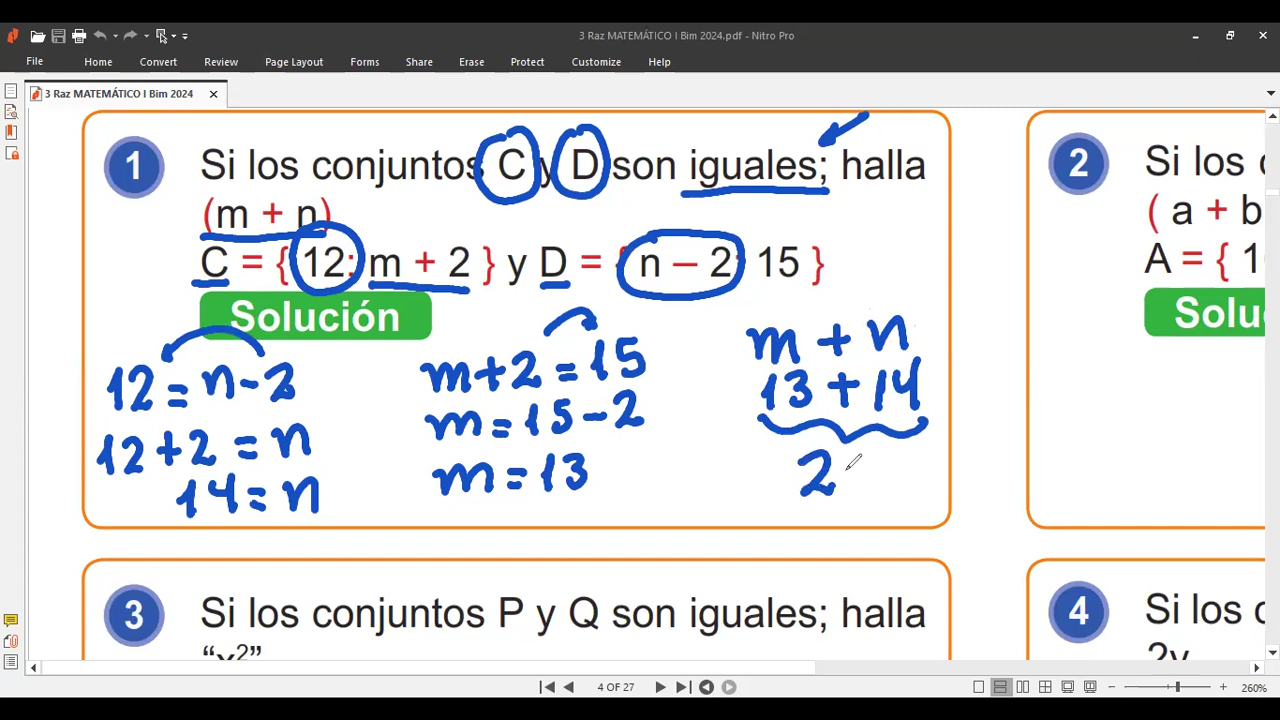 3 Raz MATEMÁTICO I Bim 2024.pdf - Nitro Pro
File Home Convert Review Page Layout Forms Share Erase Protect Customize Help
3 Raz MATEMÁTICO I Bim 2024
1 Si los conjuntos C y D son iguales; halla
(m + n)
C = { 12; m + 2 } y D = { n – 2; 15 }
Solución
12 = n - 2
12 + 2 = n
14 = n
m + 2 = 15
m = 15 - 2
m = 13
m + n
13 + 14
2
2 Si los c
( a + b
A = { 1
Solu
3 Si los conjuntos P y Q son iguales; halla
“x²”
4 Si los c
2y
4 OF 27
260%